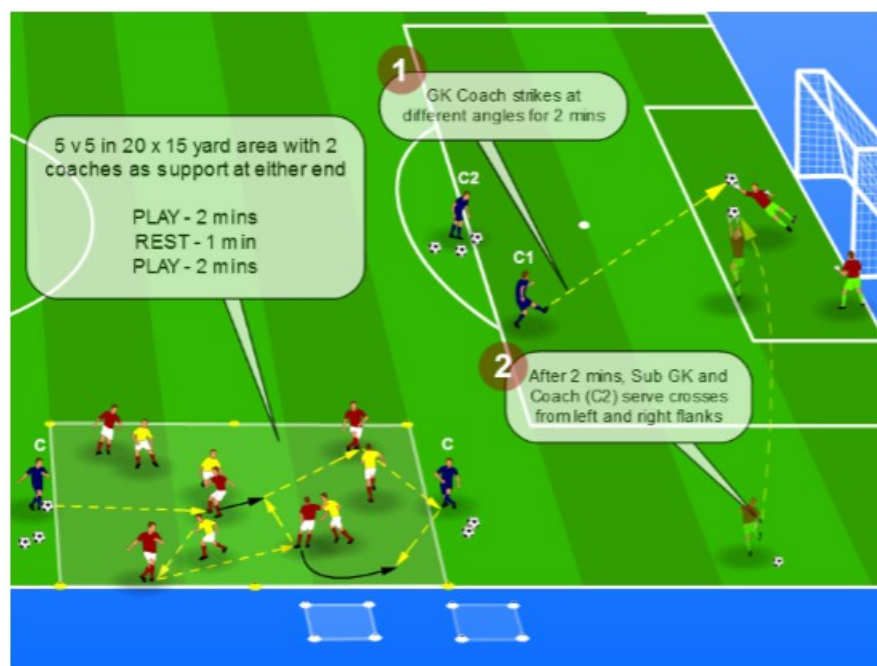 1
GK Coach strikes at
different angles for 2 mins
5 v 5 in 20 x 15 yard area with 2
coaches as support at either end
PLAY - 2 mins
REST - 1 min
PLAY - 2 mins
C2
C1
2
After 2 mins, Sub GK and
Coach (C2) serve crosses
from left and right flanks
C
C